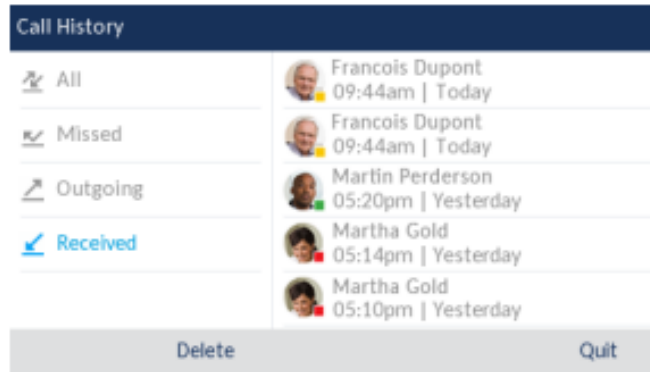 Call History
All
Missed
Outgoing
Received
Francois Dupont
09:44am | Today
Francois Dupont
09:44am | Today
Martin Perderson
05:20pm | Yesterday
Martha Gold
05:14pm | Yesterday
Martha Gold
05:10pm | Yesterday
Delete
Quit